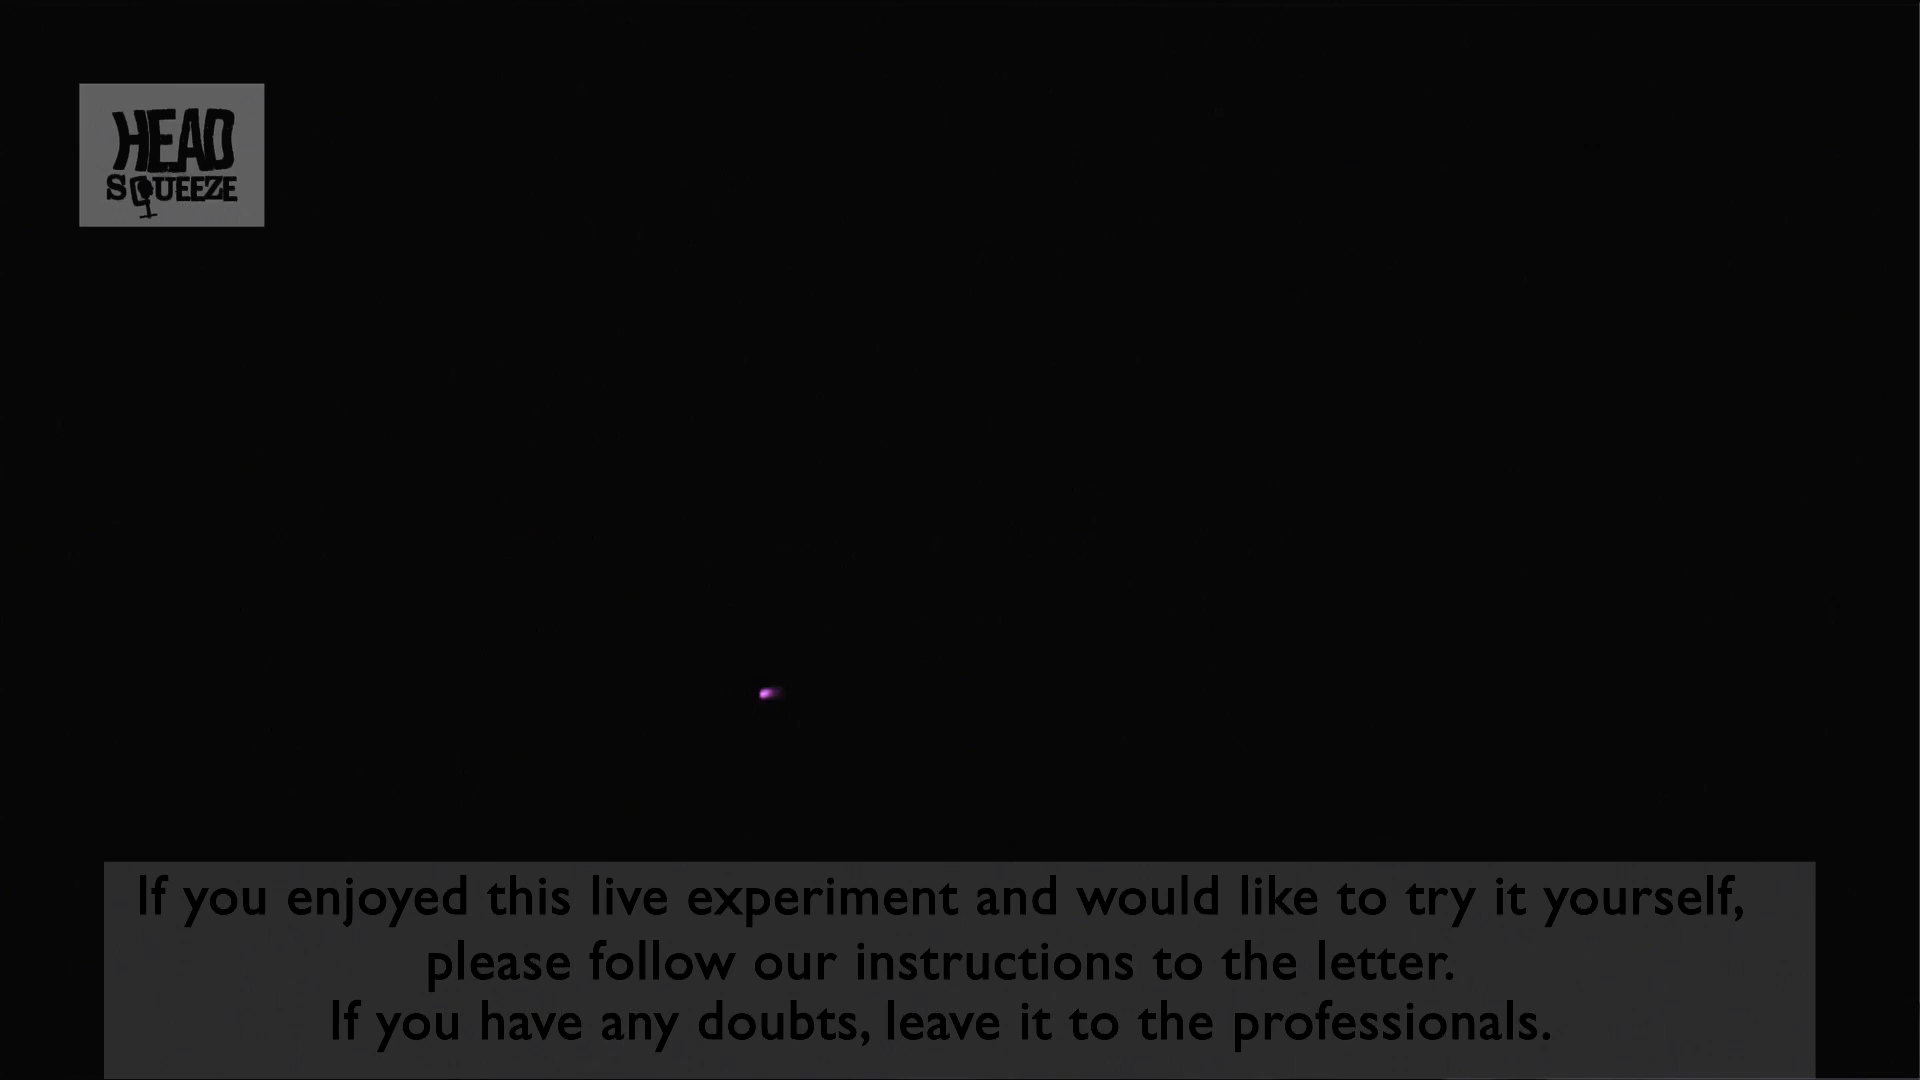 HEAD
SQUEEZE
If you enjoyed this live experiment and would like to try it yourself,
please follow our instructions to the letter.
If you have any doubts, leave it to the professionals.